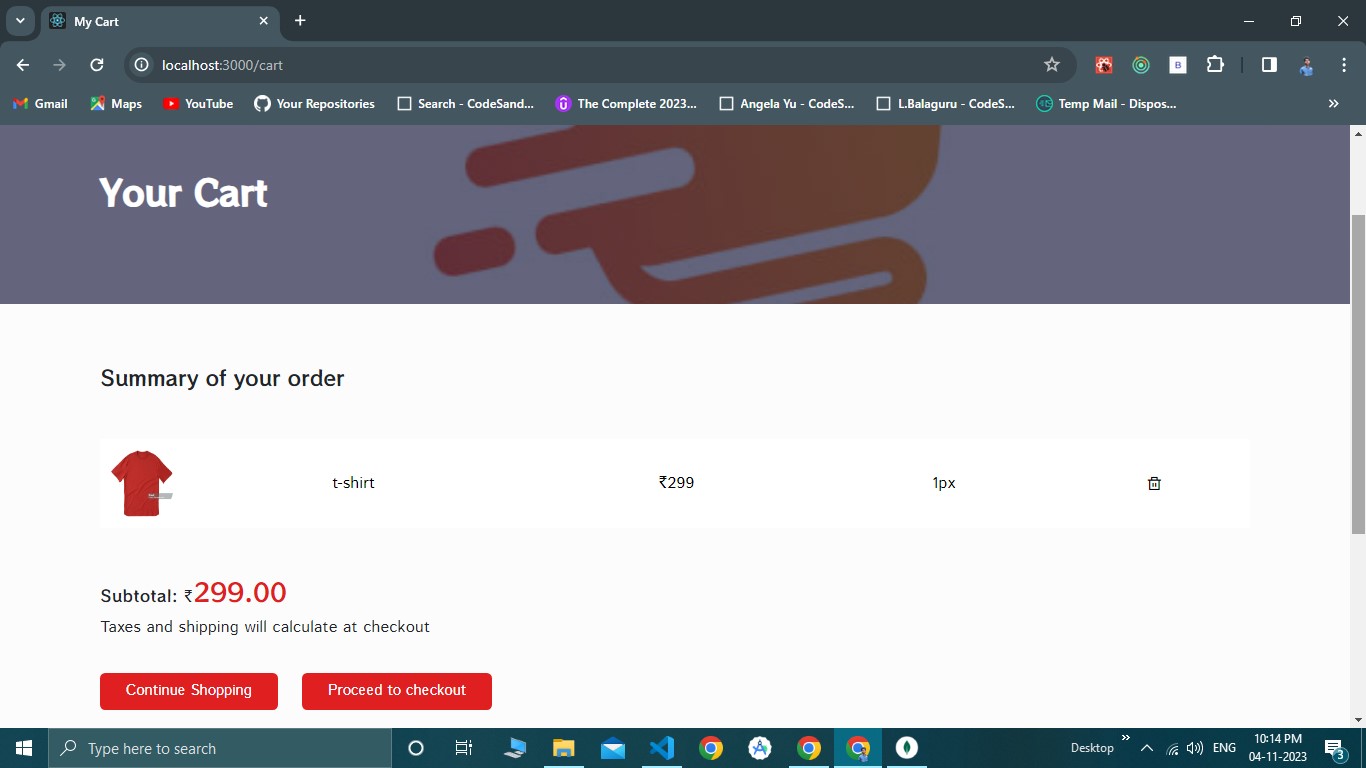 My Cart
localhost:3000/cart
B
Gmail
Maps
YouTube
Your Repositories
Search - CodeSand...
The Complete 2023...
Angela Yu - CodeS...
L.Balaguru - CodeS...
Temp Mail - Dispos...
Your Cart
Summary of your order
t-shirt
₹299
1px
Subtotal: ₹299.00
Taxes and shipping will calculate at checkout
Continue Shopping
Proceed to checkout
Type here to search
Desktop
ENG
10:14 PM
04-11-2023
3